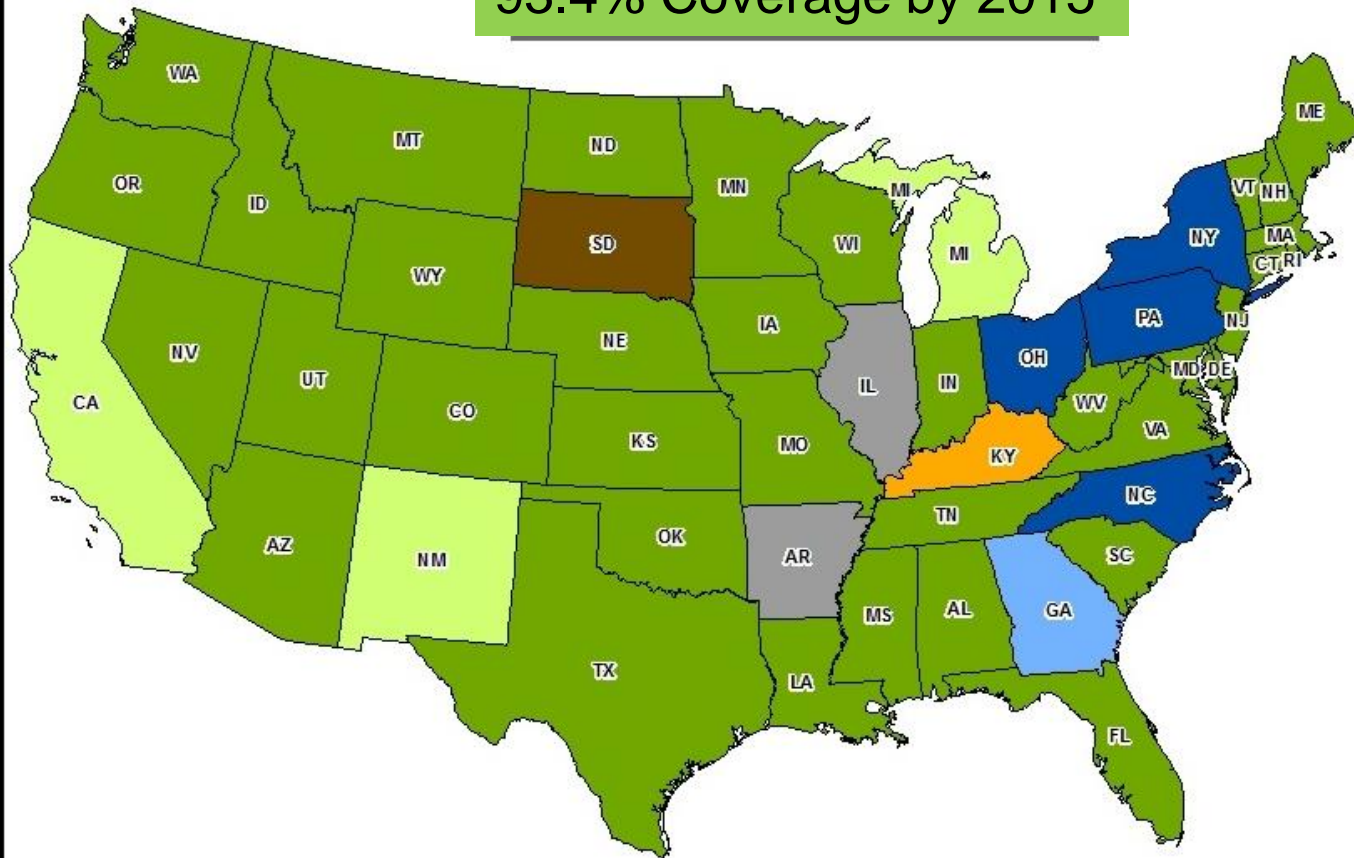 93.4% Coverage by 2015
WA
ME
MT
ND
OR
MN
VT
NH
ID
MI
NY
MA
SD
WI
MI
CT
RI
WY
PA
IA
NJ
NE
NV
OH
MD
DE
UT
IL
IN
CA
CO
WV
VA
KS
MO
KY
NC
TN
OK
AZ
AR
SC
NM
MS
AL
GA
TX
LA
FL